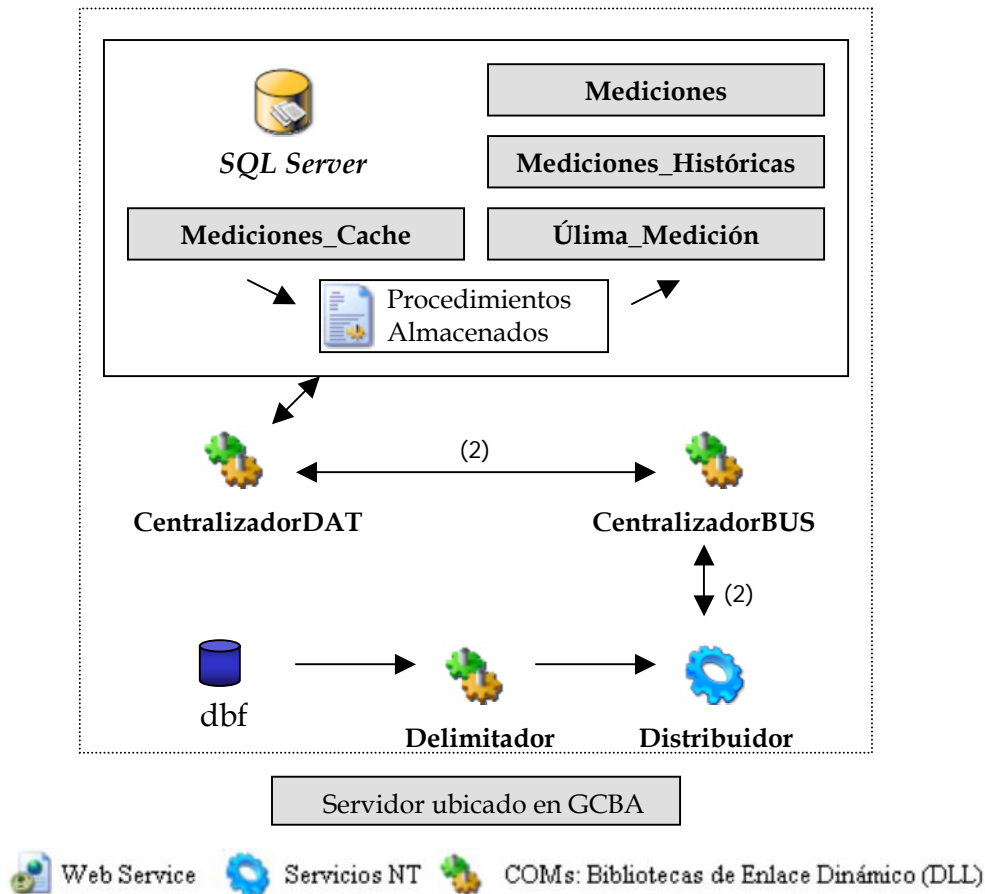 Mediciones
SQL Server
Mediciones_Históricas
Mediciones_Cache
Úlima_Medición
Procedimientos
Almacenados
(2)
CentralizadorDAT
CentralizadorBUS
(2)
dbf
Delimitador
Distribuidor
Servidor ubicado en GCBA
Web Service
Servicios NT
COMs: Bibliotecas de Enlace Dinámico (DLL)